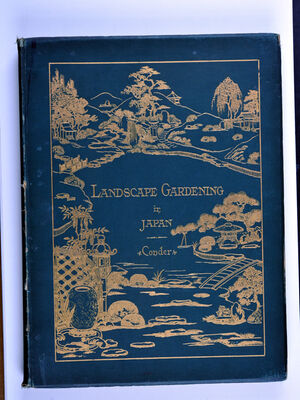 LANDSCAPE GARDENING
in
JAPAN
Conder